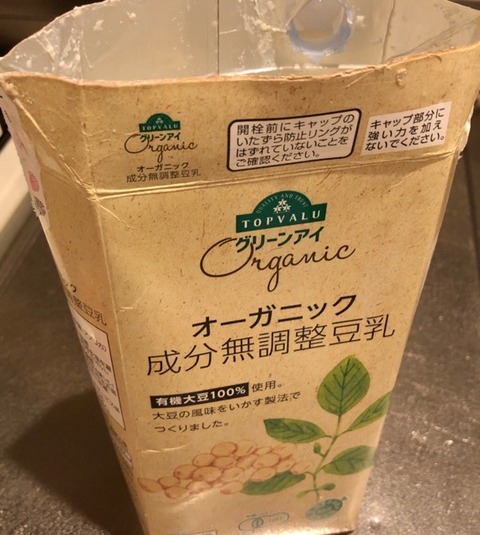 TOPVALU
グリーンアイ
Organic
オーガニック
成分無調整豆乳
開栓前にキャップの
いたずら防止リングが
はずれていないことを
ご確認ください。
キャップ部分に
強い力を加え
ないでください。
QUALITY AND TRUST
TOPVALU
グリーンアイ
Organic
オーガニック
成分無調整豆乳
有機大豆100%使用。
大豆の風味をいかす製法で
つくりました。